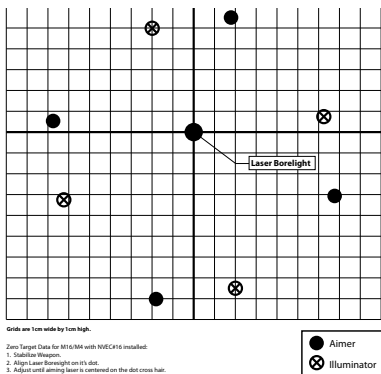 Laser Borelight
Grids are 1cm wide by 1cm high.
Zero Target Data for M16/M4 with NVEC#16 installed:
1. Stabilize Weapon.
2. Align Laser Boresight on it's dot.
3. Adjust until aiming laser is centered on the dot cross hair.
Aimer
Illuminator